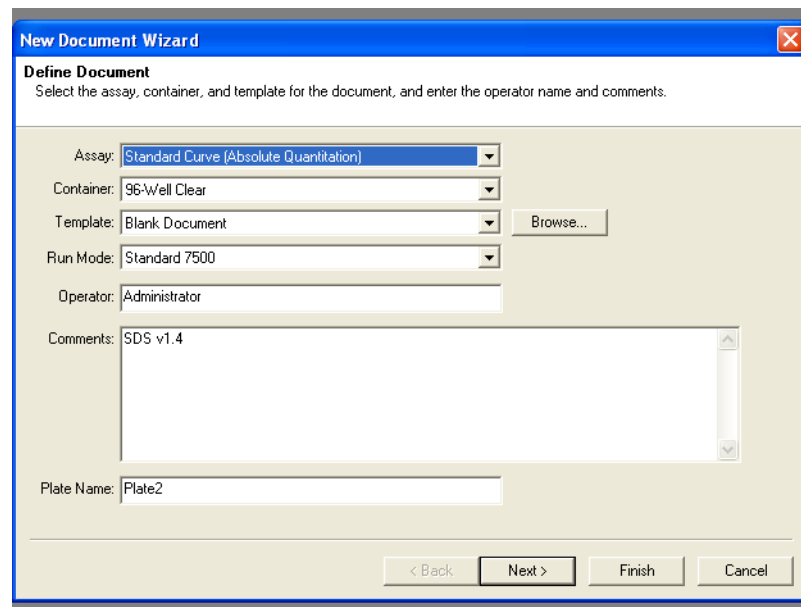 New Document Wizard
Define Document
Select the assay, container, and template for the document, and enter the operator name and comments.
Assay: Standard Curve (Absolute Quantitation)
Container: 96-Well Clear
Template: Blank Document Browse...
Run Mode: Standard 7500
Operator: Administrator
Comments: SDS v1.4
Plate Name: Plate2
< Back Next > Finish Cancel